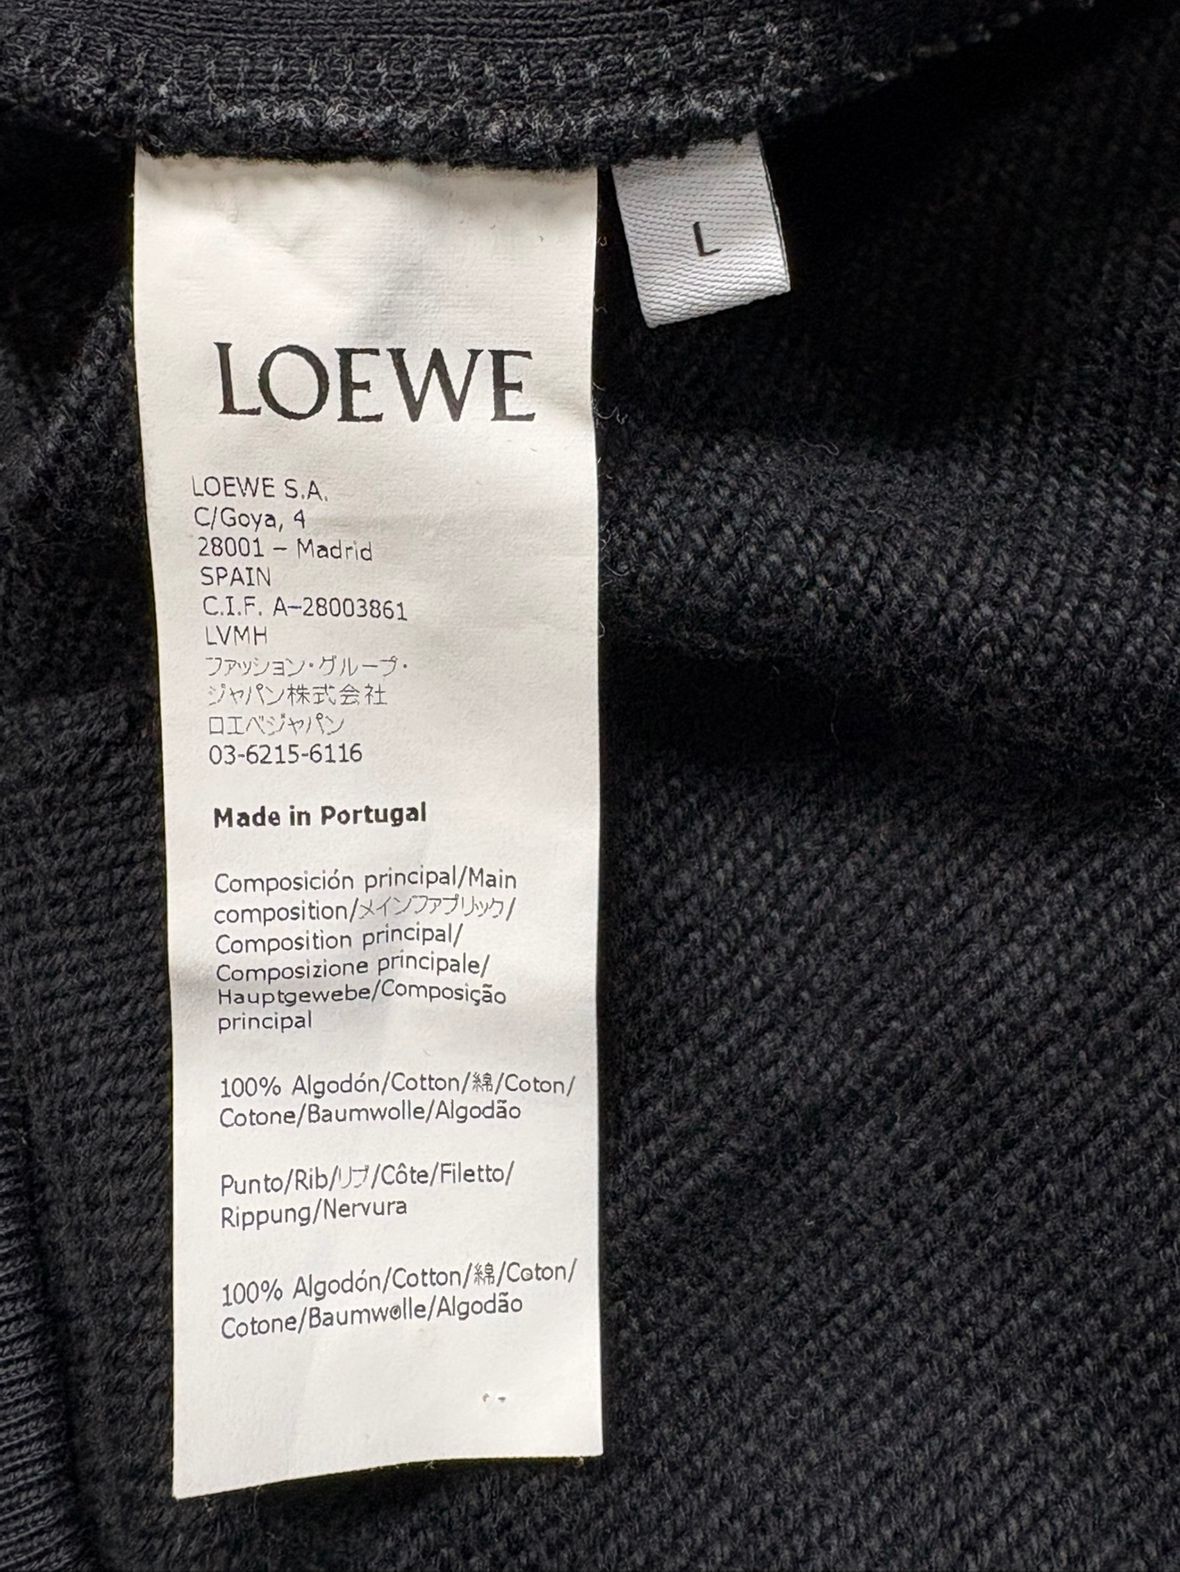 L
LOEWE
LOEWE S.A.
C/Goya, 4
28001 – Madrid
SPAIN
C.I.F. A–28003861
LVMH
ファッション・グループ・
ジャパン株式会社
ロエベジャパン
03-6215-6116
Made in Portugal
Composición principal/Main
composition/メインファブリック/
Composition principal/
Composizione principale/
Hauptgewebe/Composição
principal
100% Algodón/Cotton/綿/Coton/
Cotone/Baumwolle/Algodão
Punto/Rib/リブ/Côte/Filetto/
Rippung/Nervura
100% Algodón/Cotton/綿/Coton/
Cotone/Baumwolle/Algodão